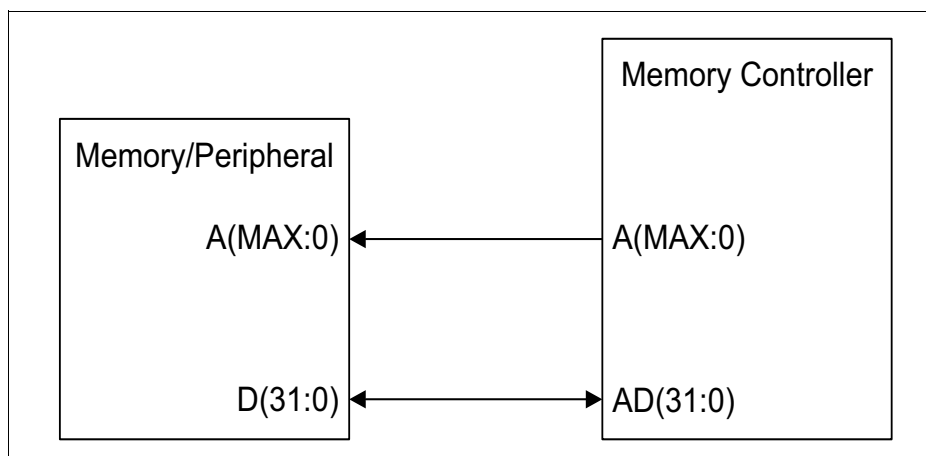 Memory Controller
Memory/Peripheral
A(MAX:0) A(MAX:0)
D(31:0) AD(31:0)